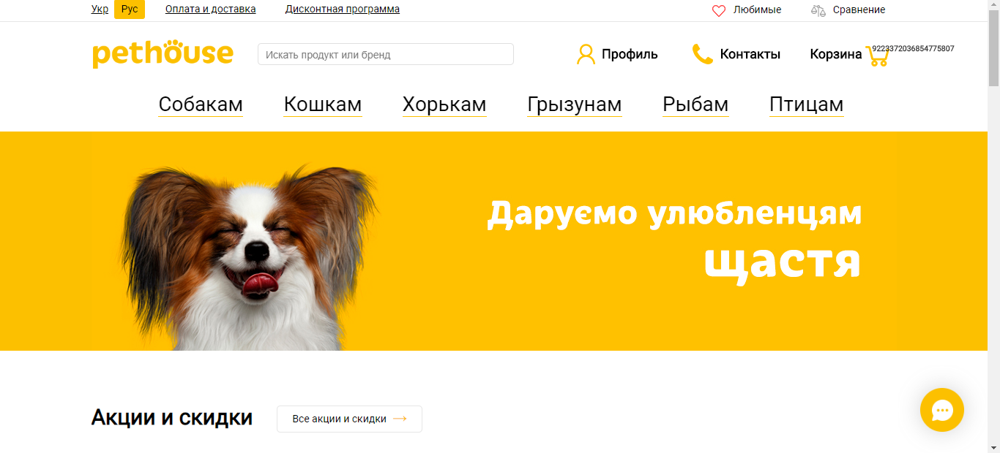 Укр Рус Оплата и доставка Дисконтная программа Любимые Сравнение
pethouse Искать продукт или бренд Профиль Контакты Корзина 9223372036854775807
Собакам Кошкам Хорькам Грызунам Рыбам Птицам
Даруємо улюбленцям
щастя
Акции и скидки Все акции и скидки →